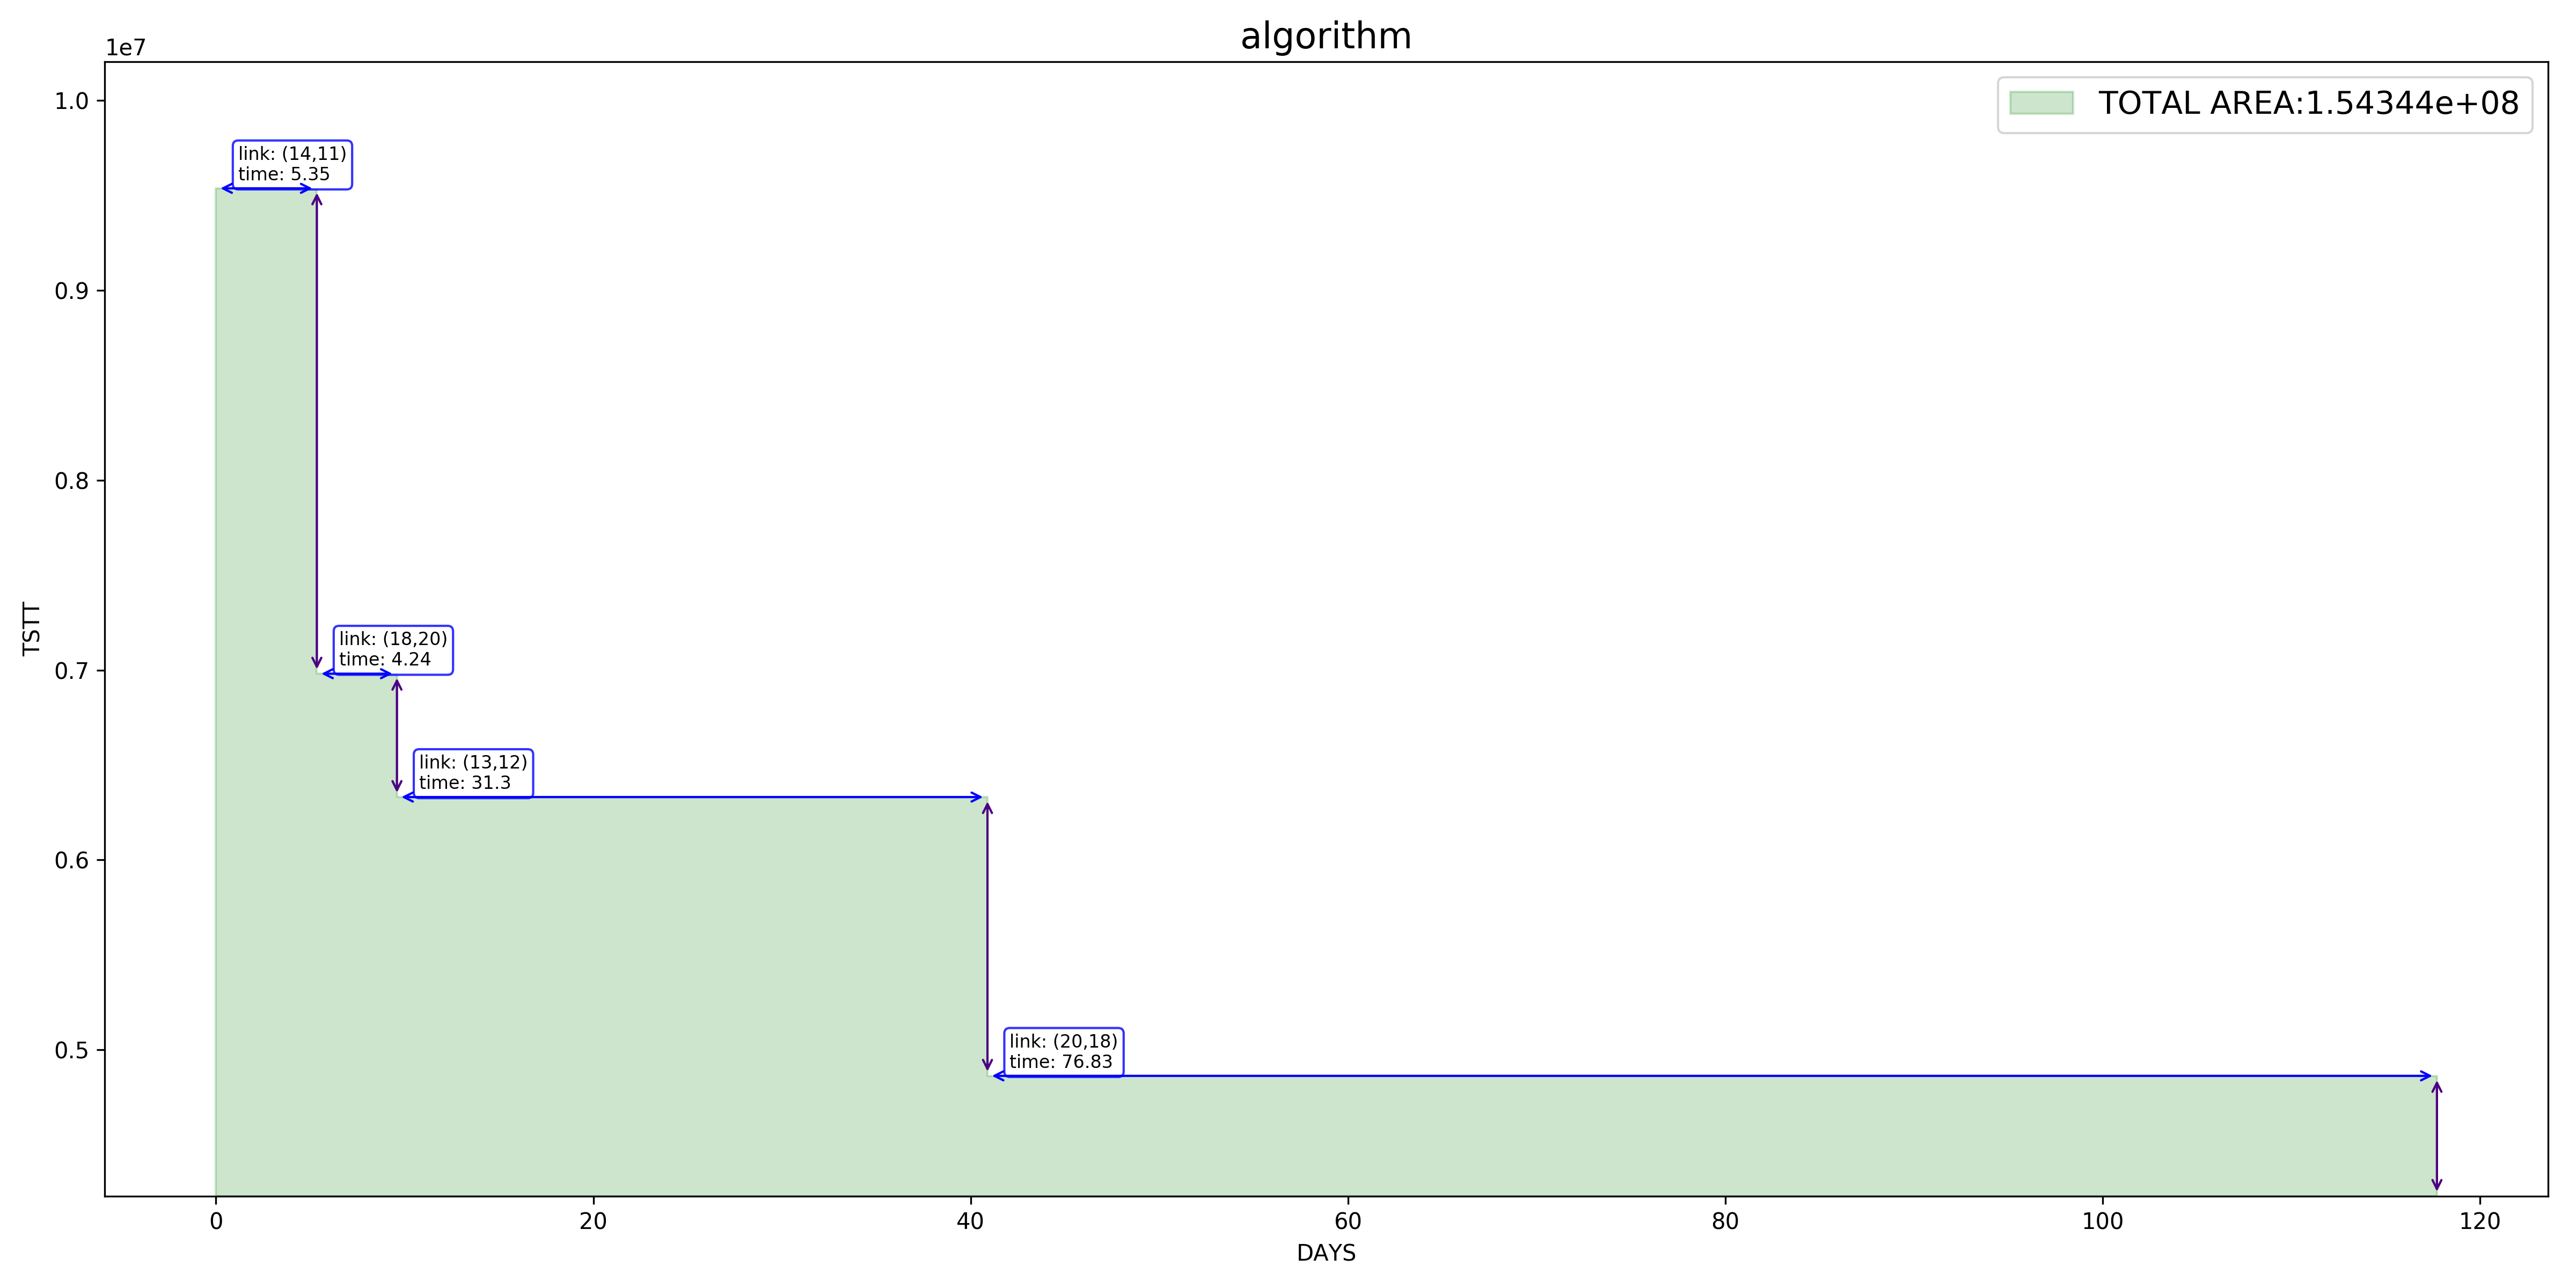 algorithm
1e7
TOTAL AREA:1.54344e+08
1.0
0.9
0.8
0.7
0.6
0.5
TSTT
link: (14,11)
time: 5.35
link: (18,20)
time: 4.24
link: (13,12)
time: 31.3
link: (20,18)
time: 76.83
0 20 40 60 80 100 120
DAYS